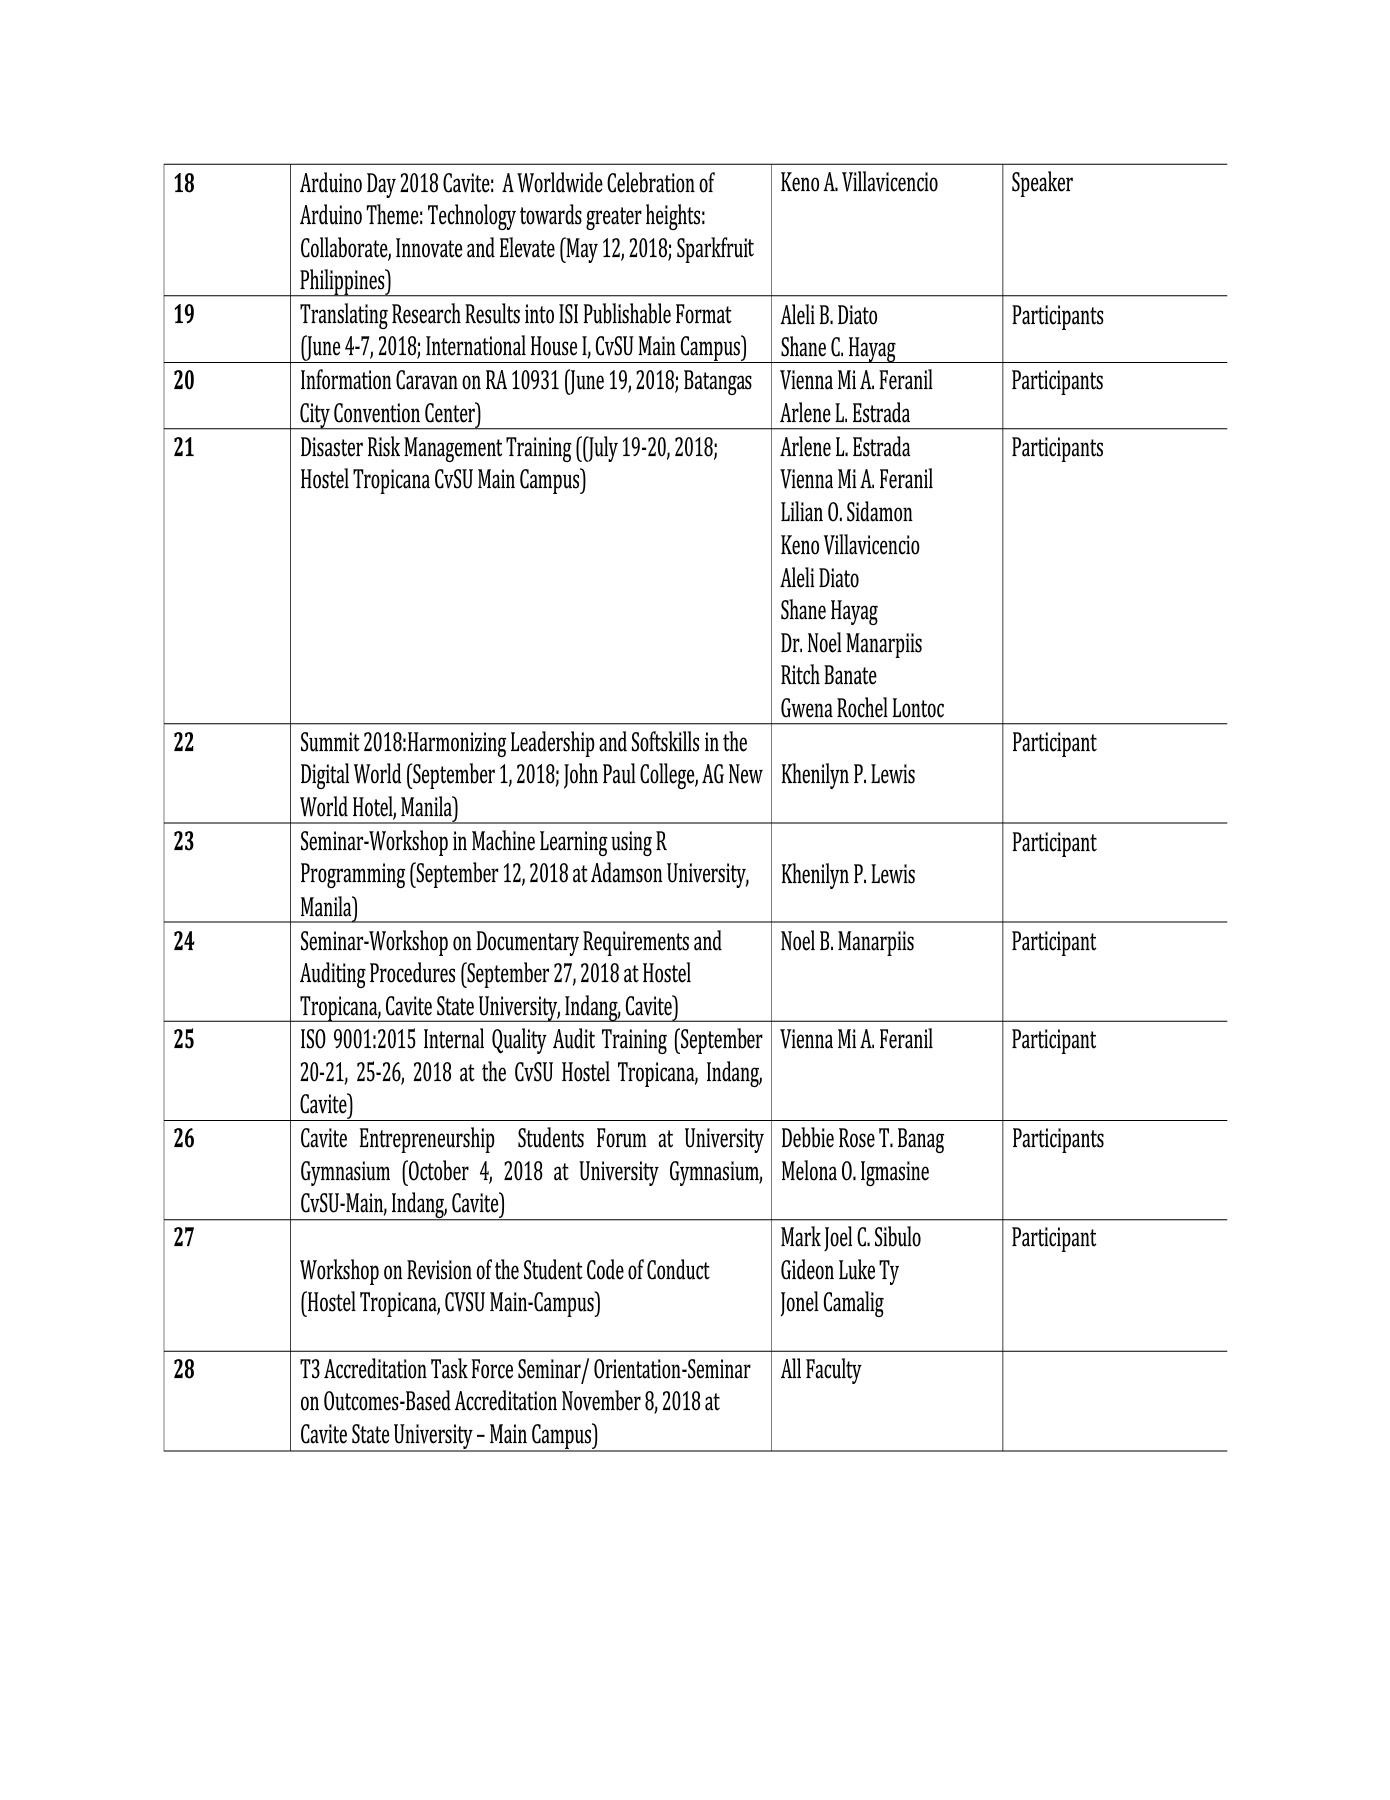 18
Arduino Day 2018 Cavite:  A Worldwide Celebration of
Arduino Theme: Technology towards greater heights:
Collaborate, Innovate and Elevate (May 12, 2018; Sparkfruit
Philippines)
Keno A. Villavicencio
Speaker
19
Translating Research Results into ISI Publishable Format
(June 4-7, 2018; International House I, CvSU Main Campus)
Aleli B. Diato
Shane C. Hayag
Participants
20
Information Caravan on RA 10931 (June 19, 2018; Batangas
City Convention Center)
Vienna Mi A. Feranil
Arlene L. Estrada
Participants
21
Disaster Risk Management Training ((July 19-20, 2018;
Hostel Tropicana CvSU Main Campus)
Arlene L. Estrada
Vienna Mi A. Feranil
Lilian O. Sidamon
Keno Villavicencio
Aleli Diato
Shane Hayag
Dr. Noel Manarpiis
Ritch Banate
Gwena Rochel Lontoc
Participants
22
Summit 2018:Harmonizing Leadership and Softskills in the
Digital World (September 1, 2018; John Paul College, AG New
World Hotel, Manila)
Khenilyn P. Lewis
Participant
23
Seminar-Workshop in Machine Learning using R
Programming (September 12, 2018 at Adamson University,
Manila)
Khenilyn P. Lewis
Participant
24
Seminar-Workshop on Documentary Requirements and
Auditing Procedures (September 27, 2018 at Hostel
Tropicana, Cavite State University, Indang, Cavite)
Noel B. Manarpiis
Participant
25
ISO 9001:2015 Internal Quality Audit Training (September
20-21, 25-26, 2018 at the CvSU Hostel Tropicana, Indang,
Cavite)
Vienna Mi A. Feranil
Participant
26
Cavite Entrepreneurship  Students Forum at University
Gymnasium (October 4, 2018 at University Gymnasium,
CvSU-Main, Indang, Cavite)
Debbie Rose T. Banag
Melona O. Igmasine
Participants
27
Workshop on Revision of the Student Code of Conduct
(Hostel Tropicana, CVSU Main-Campus)
Mark Joel C. Sibulo
Gideon Luke Ty
Jonel Camalig
Participant
28
T3 Accreditation Task Force Seminar/ Orientation-Seminar
on Outcomes-Based Accreditation November 8, 2018 at
Cavite State University – Main Campus)
All Faculty